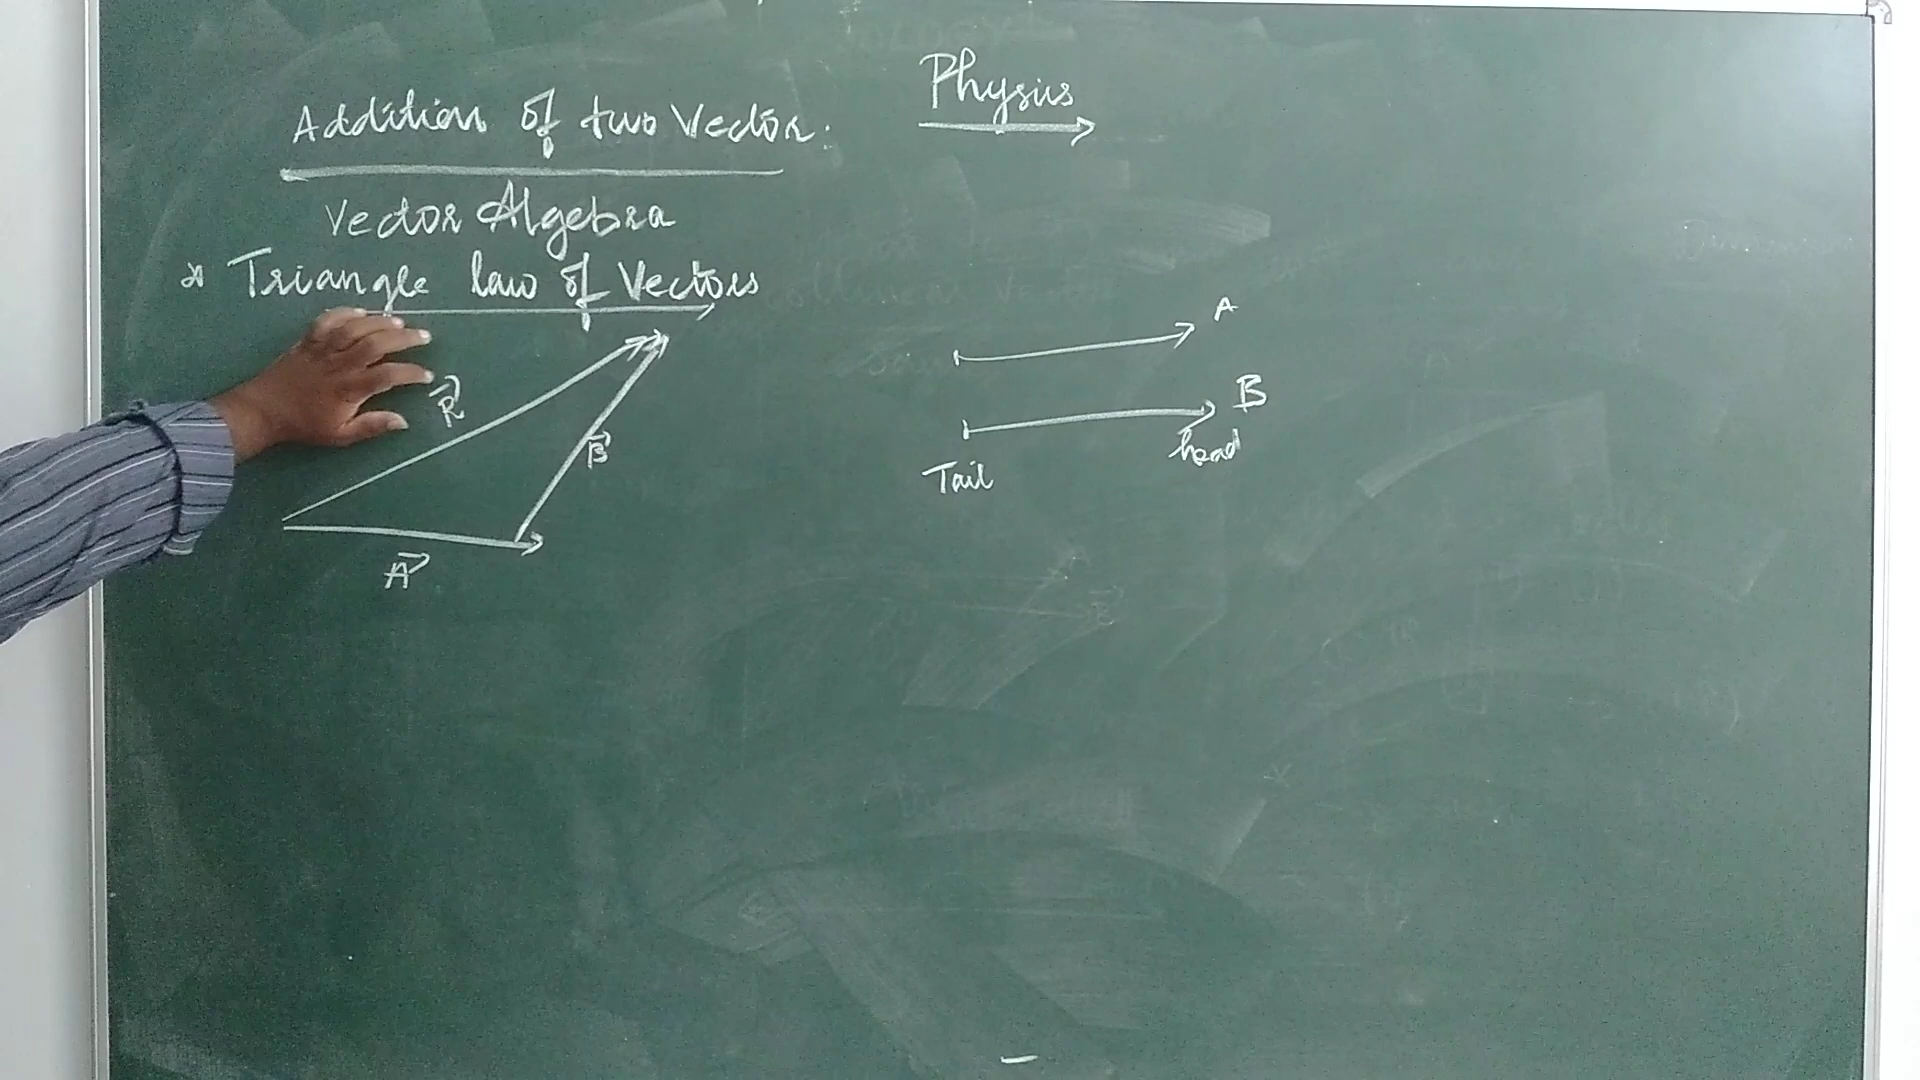 Physics
Addition of two Vector.
Vector Algebra
Triangle law of Vectors
A
R
B
B
head
Tail
A